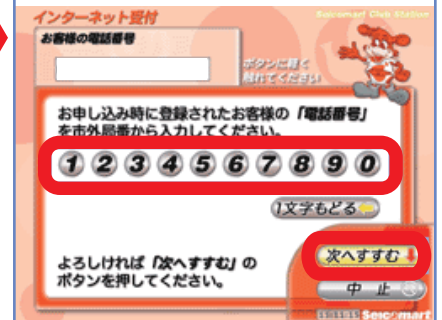 インターネット受付
Seicomart Club Station
お客様の電話番号
ボタンに軽く
触れてください
お申し込み時に登録されたお客様の「電話番号」
を市外局番から入力してください。
1 2 3 4 5 6 7 8 9 0
1文字もどる
よろしければ「次へすすむ」の
ボタンを押してください。
次へすすむ
中 止
Seicomart